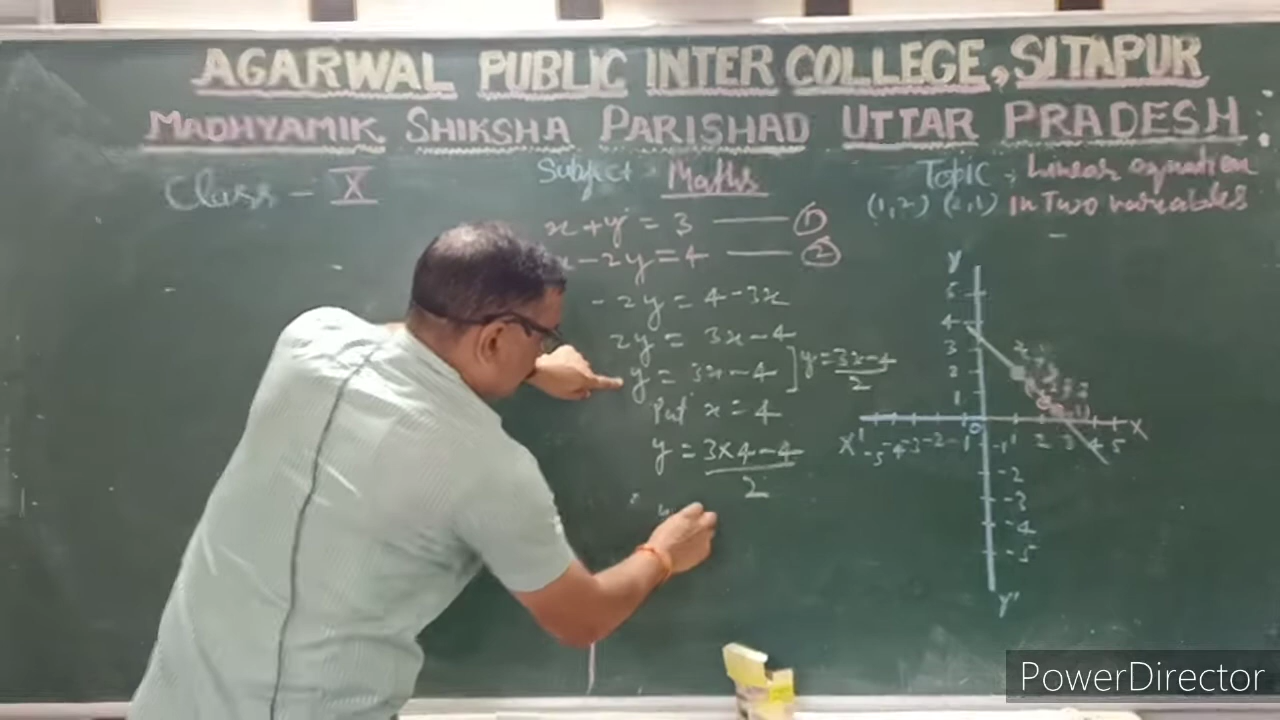 AGARWAL PUBLIC INTER COLLEGE, SITAPUR
MADHYAMIK SHIKSHA PARISHAD UTTAR PRADESH
Class - X
Subject - Maths
Topic - Linear equation
in Two variables
(1,2) (2,1)
x + y = 3 —— ①
x - 2y = 4 —— ②
-2y = 4 - 3x
2y = 3x - 4
y = 3x - 4 ] y = 3x-4/2
Put x = 4
y = 3x4-4/2
Y
5
4
3
2
1
X' -5 -4 -3 -2 -1 0 1 2 3 4 5 X
-1
-2
-3
-4
-5
Y'
PowerDirector